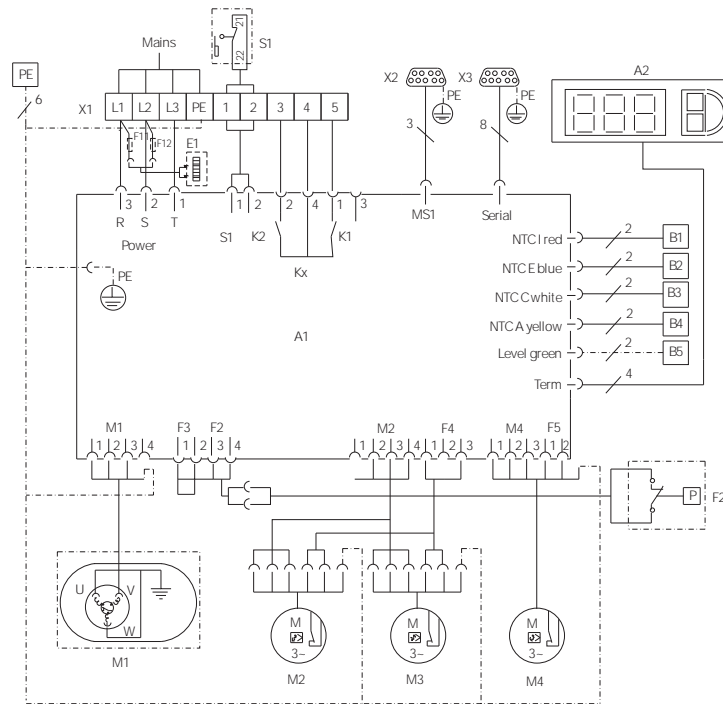 21
22
S1
Mains
PE
6
X1 L1 L2 L3 PE 1 2 3 4 5
X2 X3
PE PE
3 8
A2
F11 F12 E1
3 2 1 1 2 2 4 1 3
R S T
S1 K2 K1
MS1 Serial
Power
Kx
PE
A1
NTC I red 2 B1
NTC E blue 2 B2
NTC C white 2 B3
NTC A yellow 2 B4
Level green 2 B5
Term 4
M1 F3 F2 M2 F4 M4 F5
1 2 3 4 1 2 3 4 1 2 3 4 1 2 3 1 2 3 1 2
P F2
U V
W
M1
M
3~
M2
M
3~
M3
M
3~
M4